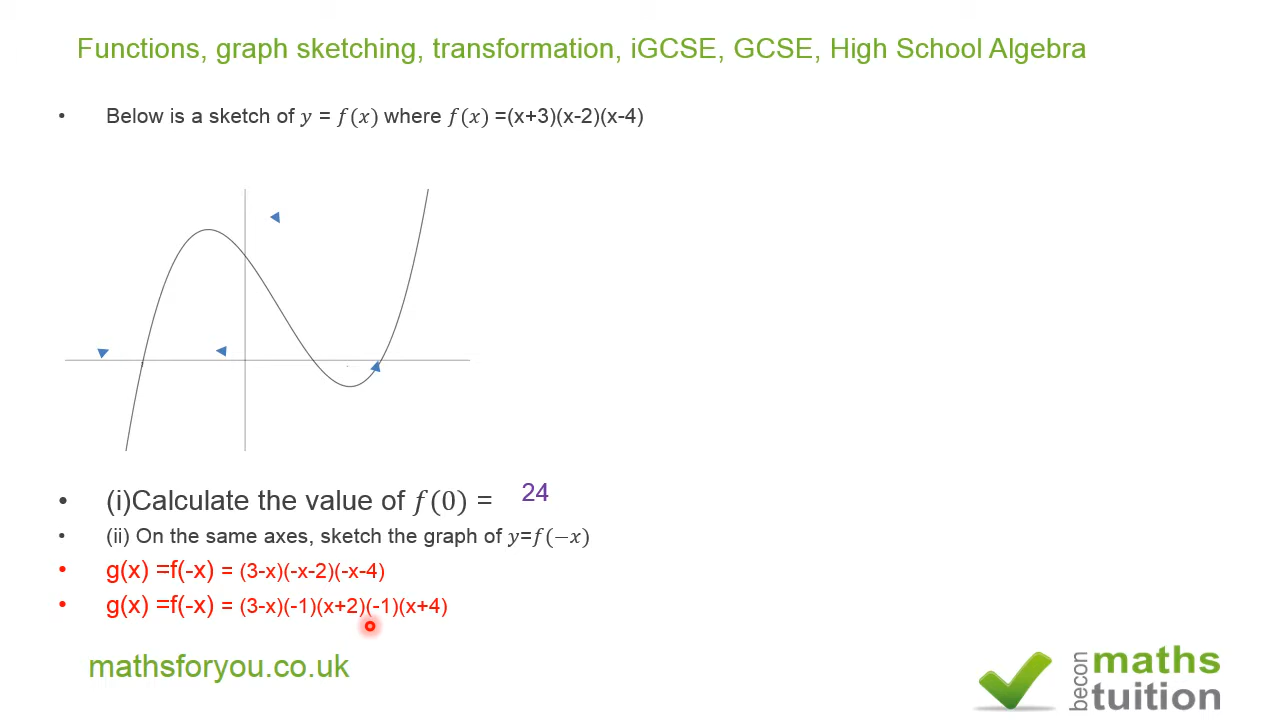 Functions, graph sketching, transformation, iGCSE, GCSE, High School Algebra
• Below is a sketch of 𝑦 = 𝑓(𝑥) where 𝑓(𝑥) =(x+3)(x-2)(x-4)
• (i)Calculate the value of 𝑓(0) = 24
• (ii) On the same axes, sketch the graph of 𝑦=𝑓(−𝑥)
• g(x) =f(-x) = (3-x)(-x-2)(-x-4)
• g(x) =f(-x) = (3-x)(-1)(x+2)(-1)(x+4)
mathsforyou.co.uk
becon maths tuition